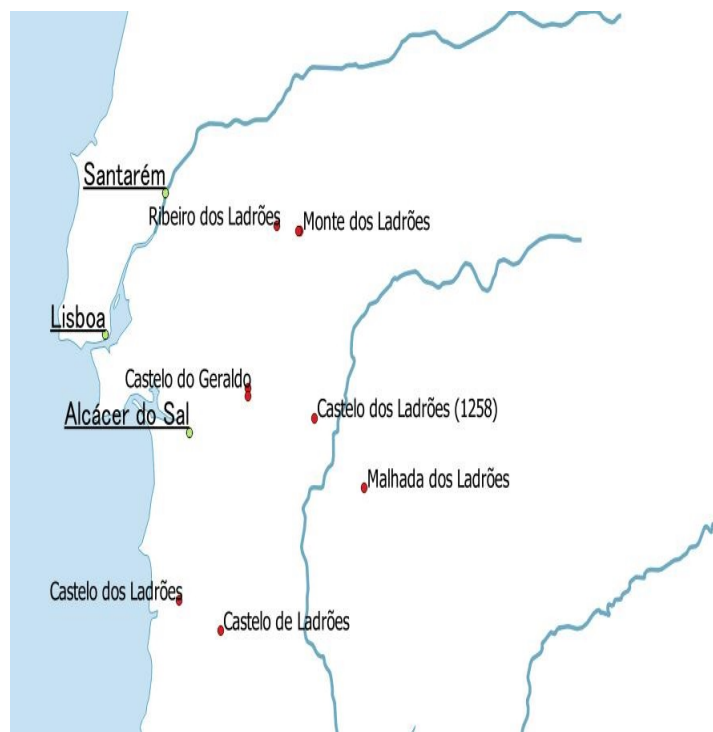 Santarém
Ribeiro dos Ladrões
Monte dos Ladrões
Lisboa
Castelo do Geraldo
Alcácer do Sal
Castelo dos Ladrões (1258)
Malhada dos Ladrões
Castelo dos Ladrões
Castelo de Ladrões